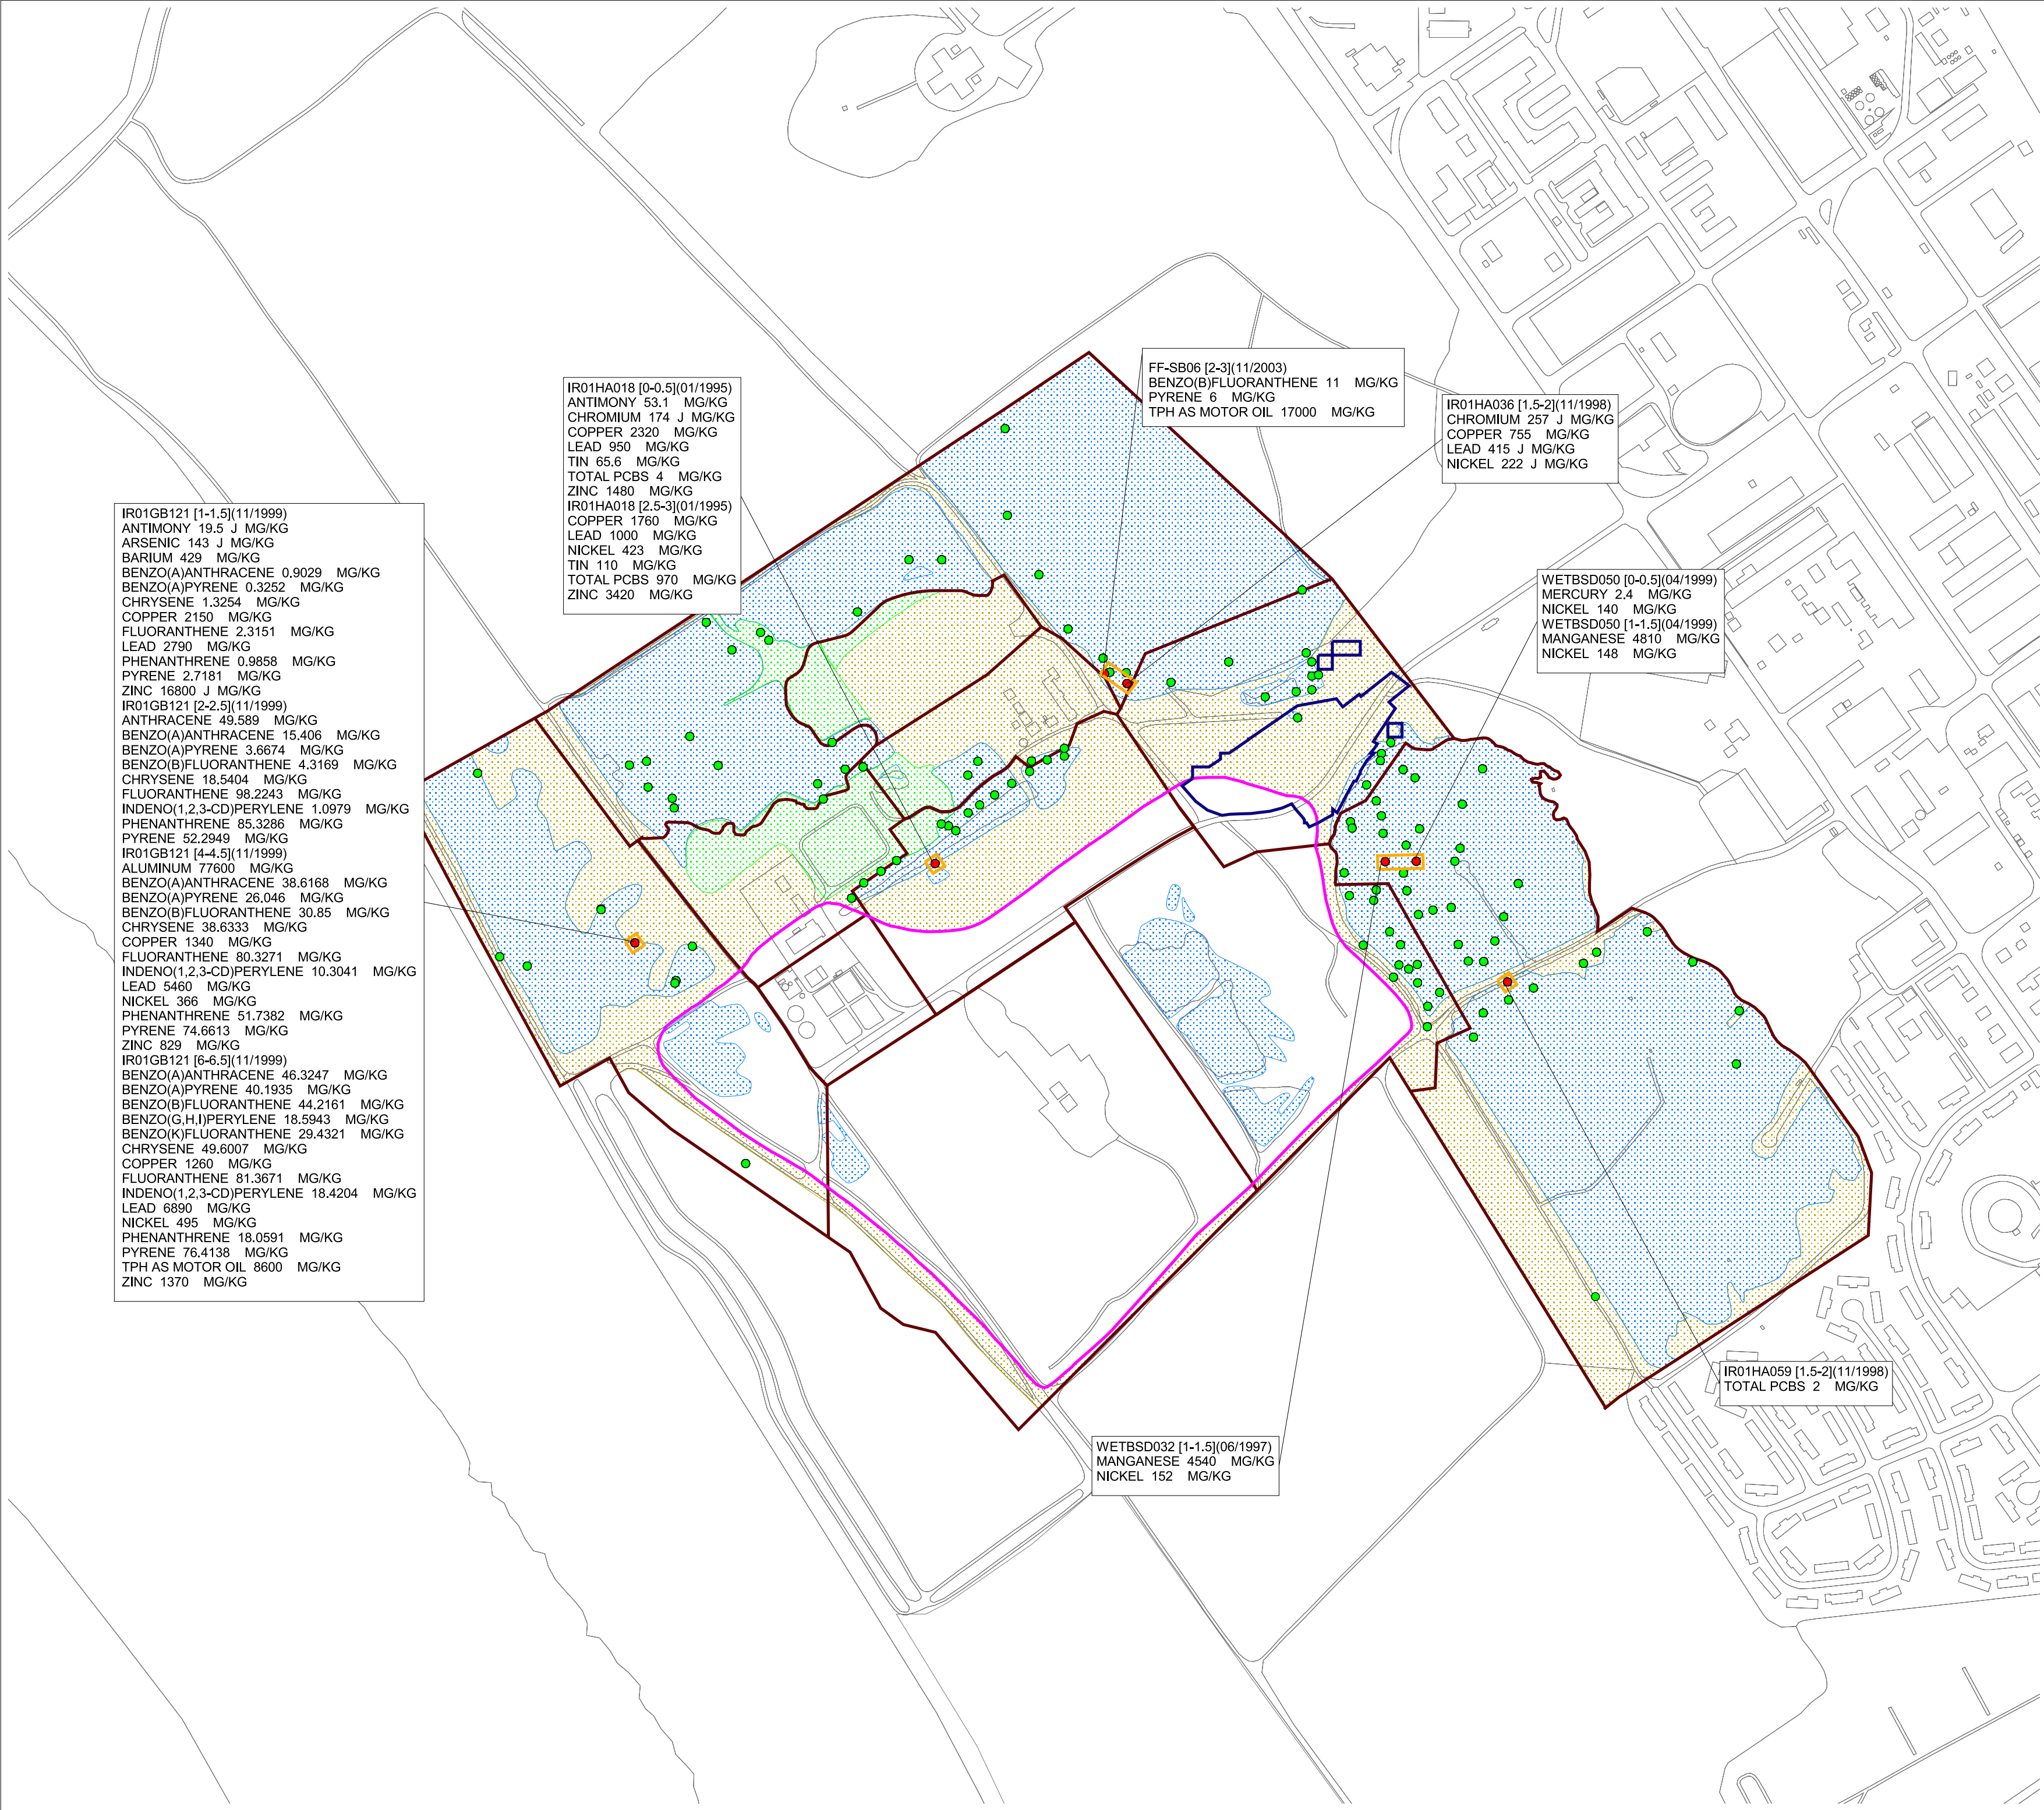 IR01GB121 [1-1.5](11/1999)
ANTIMONY 19.5 J MG/KG
ARSENIC 143 J MG/KG
BARIUM 429 MG/KG
BENZO(A)ANTHRACENE 0.9029 MG/KG
BENZO(A)PYRENE 0.3252 MG/KG
CHRYSENE 1.3254 MG/KG
COPPER 2150 MG/KG
FLUORANTHENE 2.3151 MG/KG
LEAD 2790 MG/KG
PHENANTHRENE 0.9858 MG/KG
PYRENE 2.7181 MG/KG
ZINC 16800 J MG/KG
IR01GB121 [2-2.5](11/1999)
ANTHRACENE 49.589 MG/KG
BENZO(A)ANTHRACENE 15.406 MG/KG
BENZO(A)PYRENE 3.6674 MG/KG
BENZO(B)FLUORANTHENE 4.3169 MG/KG
CHRYSENE 18.5404 MG/KG
FLUORANTHENE 98.2243 MG/KG
INDENO(1,2,3-CD)PERYLENE 1.0979 MG/KG
PHENANTHRENE 85.3286 MG/KG
PYRENE 52.2949 MG/KG
IR01GB121 [4-4.5](11/1999)
ALUMINUM 77600 MG/KG
BENZO(A)ANTHRACENE 38.6168 MG/KG
BENZO(A)PYRENE 26.046 MG/KG
BENZO(B)FLUORANTHENE 30.85 MG/KG
CHRYSENE 38.6333 MG/KG
COPPER 1340 MG/KG
FLUORANTHENE 80.3271 MG/KG
INDENO(1,2,3-CD)PERYLENE 10.3041 MG/KG
LEAD 5460 MG/KG
NICKEL 366 MG/KG
PHENANTHRENE 51.7382 MG/KG
PYRENE 74.6613 MG/KG
ZINC 829 MG/KG
IR01GB121 [6-6.5](11/1999)
BENZO(A)ANTHRACENE 46.3247 MG/KG
BENZO(A)PYRENE 40.1935 MG/KG
BENZO(B)FLUORANTHENE 44.2161 MG/KG
BENZO(G,H,I)PERYLENE 18.5943 MG/KG
BENZO(K)FLUORANTHENE 29.4321 MG/KG
CHRYSENE 49.6007 MG/KG
COPPER 1260 MG/KG
FLUORANTHENE 81.3671 MG/KG
INDENO(1,2,3-CD)PERYLENE 18.4204 MG/KG
LEAD 6890 MG/KG
NICKEL 495 MG/KG
PHENANTHRENE 18.0591 MG/KG
PYRENE 76.4138 MG/KG
TPH AS MOTOR OIL 8600 MG/KG
ZINC 1370 MG/KG
IR01HA018 [0-0.5](01/1995)
ANTIMONY 53.1 MG/KG
CHROMIUM 174 J MG/KG
COPPER 2320 MG/KG
LEAD 950 MG/KG
TIN 65.6 MG/KG
TOTAL PCBS 4 MG/KG
ZINC 1480 MG/KG
IR01HA018 [2.5-3](01/1995)
COPPER 1760 MG/KG
LEAD 1000 MG/KG
NICKEL 423 MG/KG
TIN 110 MG/KG
TOTAL PCBS 970 MG/KG
ZINC 3420 MG/KG
FF-SB06 [2-3](11/2003)
BENZO(B)FLUORANTHENE 11 MG/KG
PYRENE 6 MG/KG
TPH AS MOTOR OIL 17000 MG/KG
IR01HA036 [1.5-2](11/1998)
CHROMIUM 257 J MG/KG
COPPER 755 MG/KG
LEAD 415 J MG/KG
NICKEL 222 J MG/KG
WETBSD050 [0-0.5](04/1999)
MERCURY 2.4 MG/KG
NICKEL 140 MG/KG
WETBSD050 [1-1.5](04/1999)
MANGANESE 4810 MG/KG
NICKEL 148 MG/KG
IR01HA059 [1.5-2](11/1998)
TOTAL PCBS 2 MG/KG
WETBSD032 [1-1.5](06/1997)
MANGANESE 4540 MG/KG
NICKEL 152 MG/KG